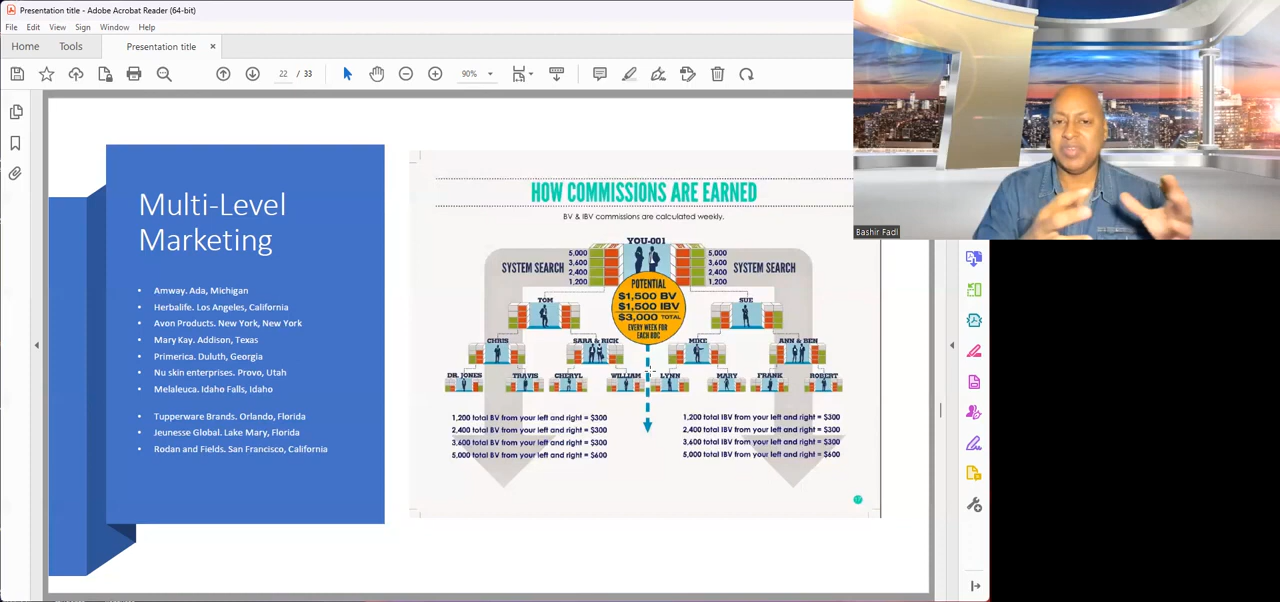 Presentation title - Adobe Acrobat Reader (64-bit)
File Edit View Sign Window Help
Home Tools Presentation title ×
22 / 33 90%
Bashir Fadl
Multi-Level
Marketing
• Amway. Ada, Michigan
• Herbalife. Los Angeles, California
• Avon Products. New York, New York
• Mary Kay. Addison, Texas
• Primerica. Duluth, Georgia
• Nu skin enterprises. Provo, Utah
• Melaleuca. Idaho Falls, Idaho
• Tupperware Brands. Orlando, Florida
• Jeunesse Global. Lake Mary, Florida
• Rodan and Fields. San Francisco, California
HOW COMMISSIONS ARE EARNED
BV & IBV commissions are calculated weekly.
YOU-001
5,000 5,000
3,600 3,600
SYSTEM SEARCH SYSTEM SEARCH
2,400 2,400
1,200 1,200
POTENTIAL
$1,500 BV
$1,500 IBV
$3,000 TOTAL
EVERY WEEK FOR
EACH BDC
TOM SUE
CHRIS SARA & RICK MIKE ANN & BEN
DR. JONES TRAVIS CHERYL WILLIAM LYNN MARY FRANK ROBERT
1,200 total BV from your left and right = $300
2,400 total BV from your left and right = $300
3,600 total BV from your left and right = $300
5,000 total BV from your left and right = $600
1,200 total IBV from your left and right = $300
2,400 total IBV from your left and right = $300
3,600 total IBV from your left and right = $300
5,000 total IBV from your left and right = $600